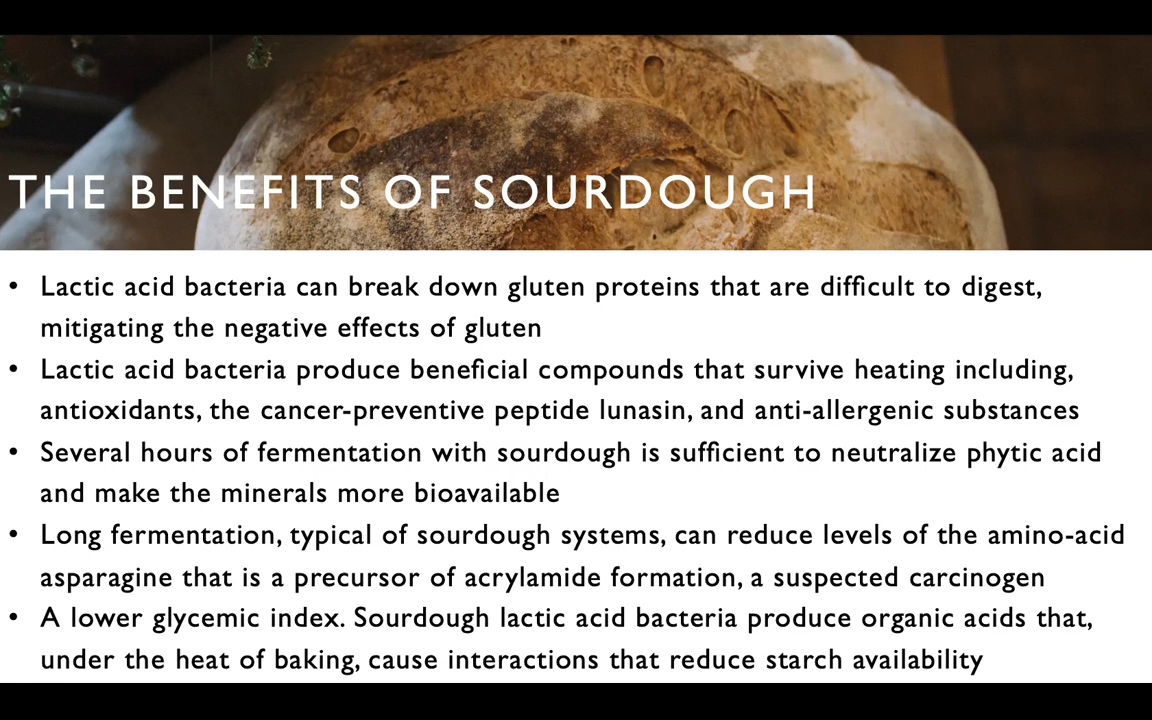 THE BENEFITS OF SOURDOUGH
• Lactic acid bacteria can break down gluten proteins that are difficult to digest,
mitigating the negative effects of gluten
• Lactic acid bacteria produce beneficial compounds that survive heating including,
antioxidants, the cancer-preventive peptide lunasin, and anti-allergenic substances
• Several hours of fermentation with sourdough is sufficient to neutralize phytic acid
and make the minerals more bioavailable
• Long fermentation, typical of sourdough systems, can reduce levels of the amino-acid
asparagine that is a precursor of acrylamide formation, a suspected carcinogen
• A lower glycemic index. Sourdough lactic acid bacteria produce organic acids that,
under the heat of baking, cause interactions that reduce starch availability